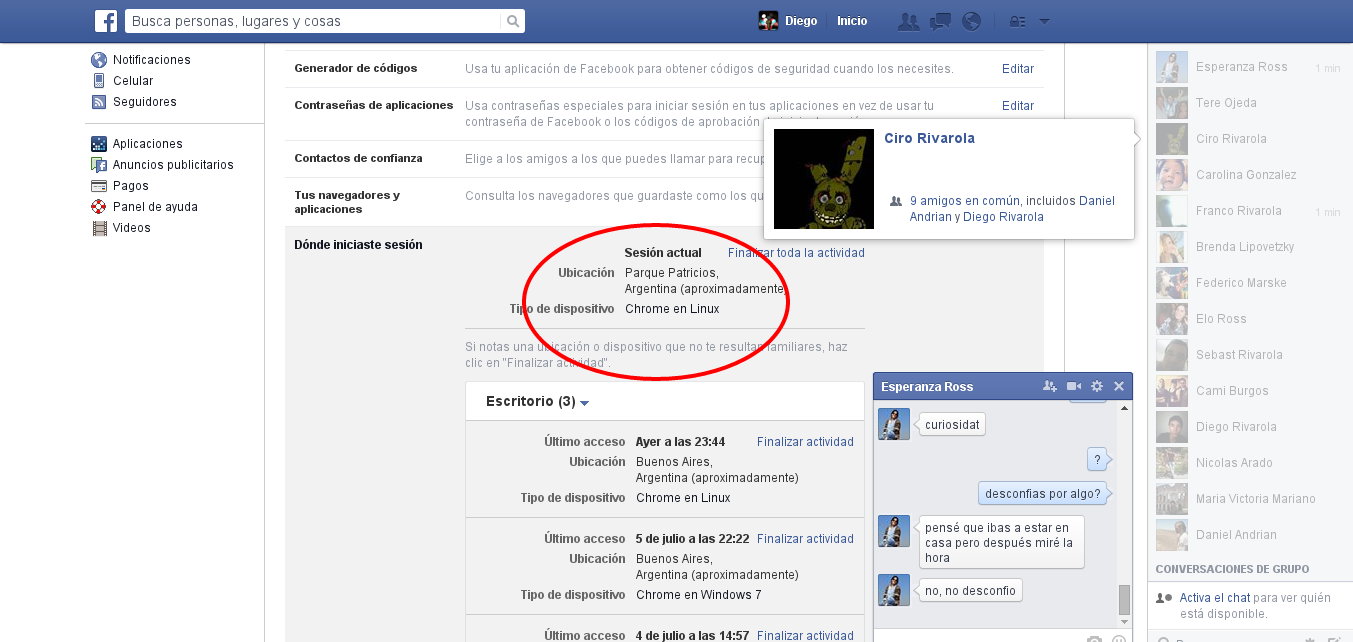 Busca personas, lugares y cosas
Diego
Inicio
Notificaciones
Celular
Seguidores
Aplicaciones
Anuncios publicitarios
Pagos
Panel de ayuda
Videos
Generador de códigos
Usa tu aplicación de Facebook para obtener códigos de seguridad cuando los necesites.
Editar
Contraseñas de aplicaciones
Usa contraseñas especiales para iniciar sesión en tus aplicaciones en vez de usar tu
contraseña de Facebook o los códigos de aprobación
Editar
Contactos de confianza
Elige a los amigos a los que puedes llamar para
Tus navegadores y
aplicaciones
Consulta los navegadores que guardaste como los
Ciro Rivarola
9 amigos en común, incluidos Daniel
Andrian y Diego Rivarola
Dónde iniciaste sesión
Sesión actual
Finalizar toda la actividad
Ubicación Parque Patricios,
Argentina (aproximadamente
Tipo de dispositivo Chrome en Linux
Si notas una ubicación o dispositivo que no te resultan familiares, haz
clic en "Finalizar actividad".
Escritorio (3)
Último acceso Ayer a las 23:44 Finalizar actividad
Ubicación Buenos Aires,
Argentina (aproximadamente)
Tipo de dispositivo Chrome en Linux
Último acceso 5 de julio a las 22:22 Finalizar actividad
Ubicación Buenos Aires,
Argentina (aproximadamente)
Tipo de dispositivo Chrome en Windows 7
Último acceso 4 de julio a las 14:57 Finalizar actividad
Esperanza Ross
curiosidat
?
desconfias por algo?
pensé que ibas a estar en
casa pero después miré la
hora
no, no desconfio
Esperanza Ross 1 min
Tere Ojeda
Ciro Rivarola
Carolina Gonzalez
Franco Rivarola 1 min
Brenda Lipovetzky
Federico Marske
Elo Ross
Sebast Rivarola
Cami Burgos
Diego Rivarola
Nicolas Arado
Maria Victoria Mariano
Daniel Andrian
CONVERSACIONES DE GRUPO
Activa el chat para ver quién
está disponible.